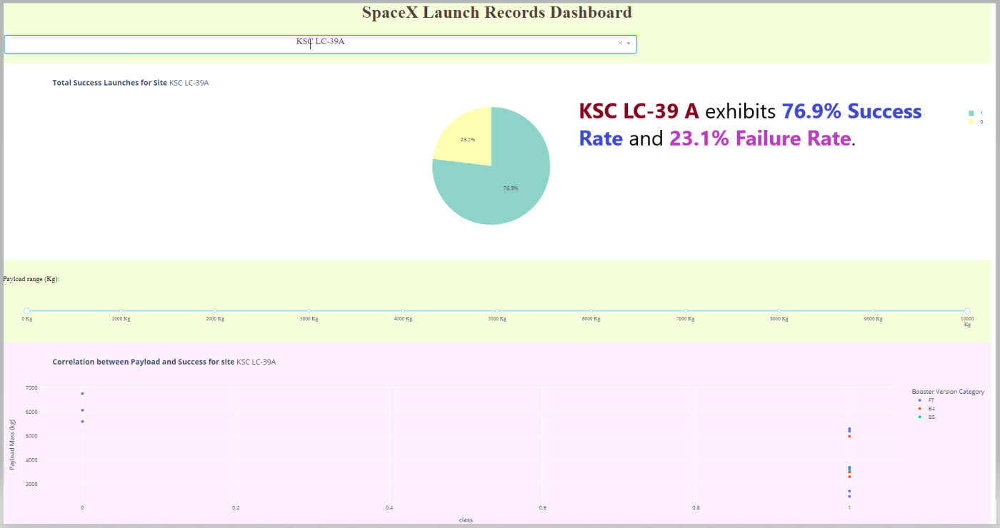 SpaceX Launch Records Dashboard
KSC LC-39A
Total Success Launches for Site KSC LC-39A
KSC LC-39 A exhibits 76.9% Success
Rate and 23.1% Failure Rate.
1
0
23.1%
76.9%
Payload range (Kg):
0 Kg 1000 Kg 2000 Kg 3000 Kg 4000 Kg 5000 Kg 6000 Kg 7000 Kg 8000 Kg 9000 Kg 10000
Kg
Correlation between Payload and Success for site KSC LC-39A
Booster Version Category
FT
B4
B5
7000
6000
5000
4000
3000
Payload Mass (kg)
0 0.2 0.4 0.6 0.8 1
class